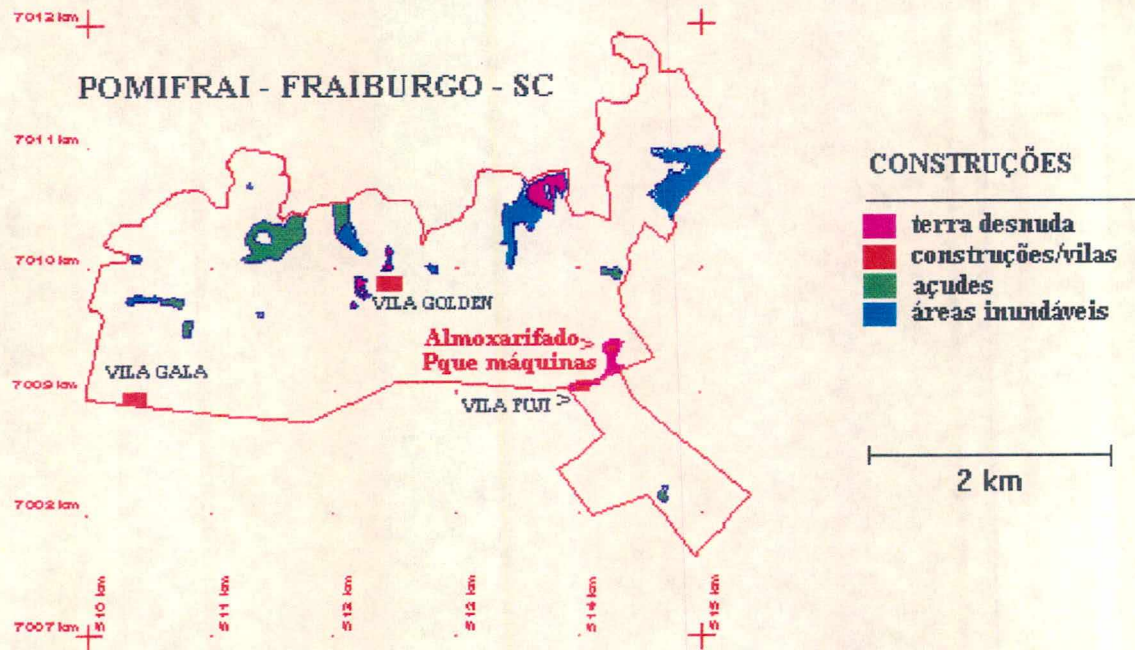 7012 km
POMIFRAI - FRAIBURGO - SC
7011 km
CONSTRUÇÕES
terra desnuda
construções/vilas
açudes
áreas inundáveis
7010 km
VILA GOLDEN
Almoxarifado>
Pque máquinas
VILA GALA
7009 km
VILA FUJI >
2 km
7002 km
510 km
511 km
512 km
512 km
514 km
515 km
7007 km